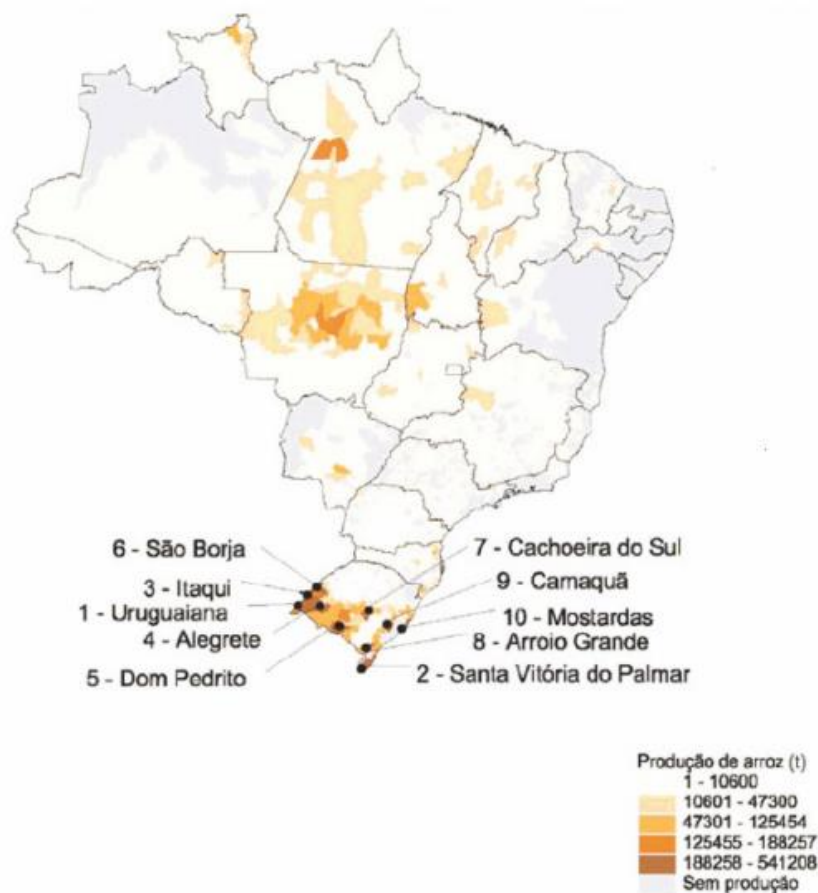 6 - São Borja
7 - Cachoeira do Sul
3 - Itaqui
9 - Camaquã
1 - Uruguaiana
10 - Mostardas
4 - Alegrete
8 - Arroio Grande
5 - Dom Pedrito
2 - Santa Vitória do Palmar
Produção de arroz (t)
1 - 10600
10601 - 47300
47301 - 125454
125455 - 188257
188258 - 541208
Sem produção